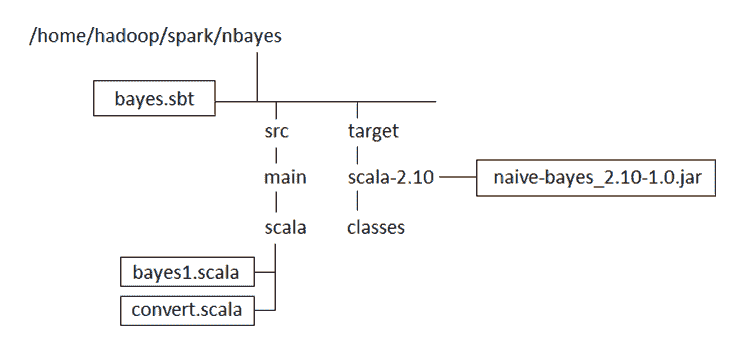 /home/hadoop/spark/nbayes
bayes.sbt
src
target
main
scala-2.10
naive-bayes_2.10-1.0.jar
scala
classes
bayes1.scala
convert.scala